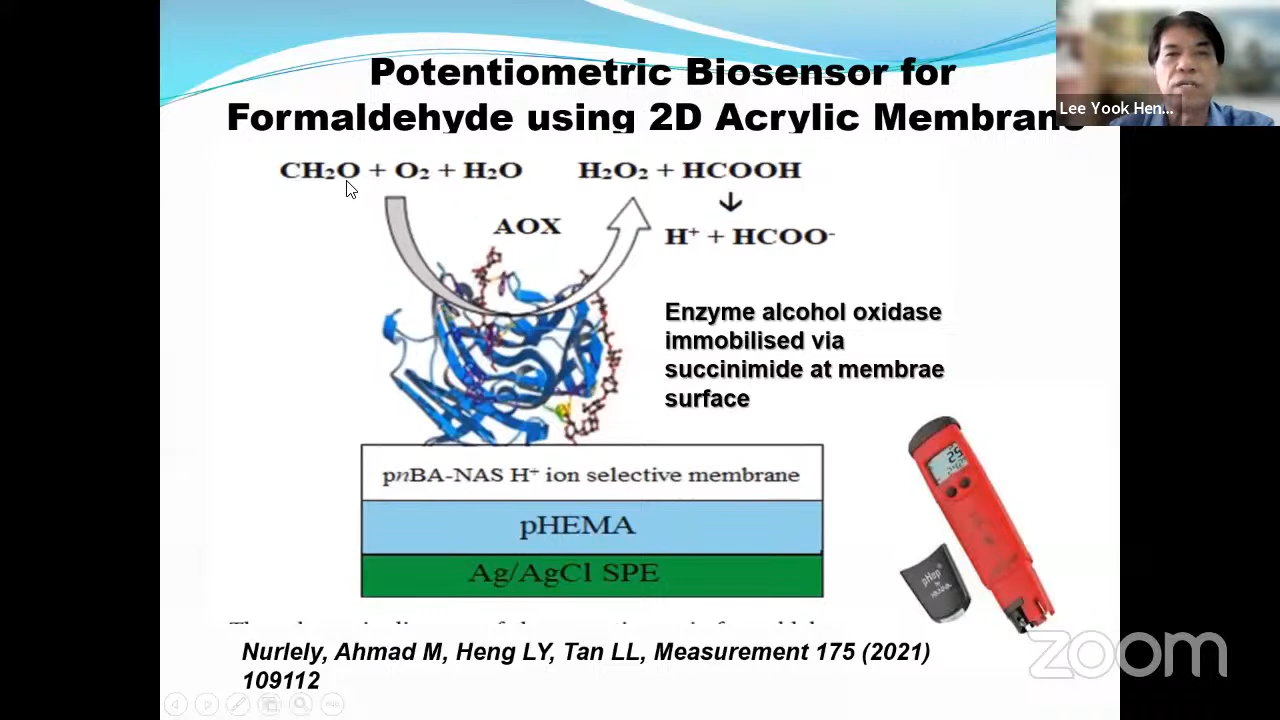 Potentiometric Biosensor for
Formaldehyde using 2D Acrylic Membrane
Lee Yook Hen...
CH₂O + O₂ + H₂O H₂O₂ + HCOOH
AOX
H⁺ + HCOO⁻
Enzyme alcohol oxidase
immobilised via
succinimide at membrae
surface
pnBA-NAS H⁺ ion selective membrane
pHEMA
Ag/AgCl SPE
pHep
HANNA
Nurlely, Ahmad M, Heng LY, Tan LL, Measurement 175 (2021)
109112
zoom